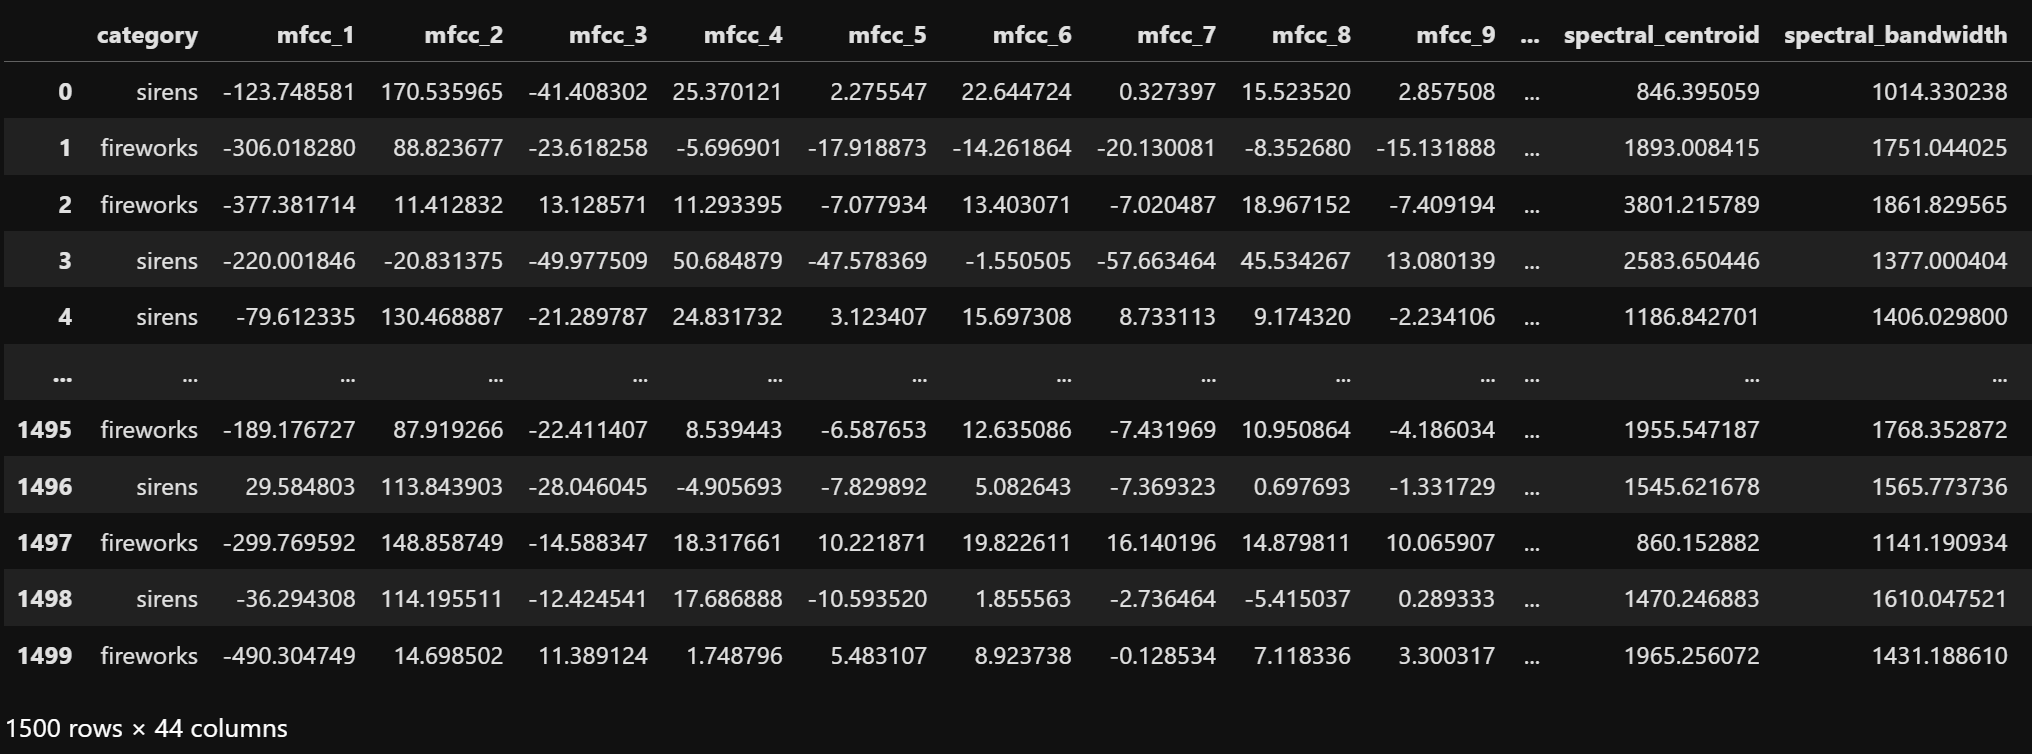 category mfcc_1 mfcc_2 mfcc_3 mfcc_4 mfcc_5 mfcc_6 mfcc_7 mfcc_8 mfcc_9 ... spectral_centroid spectral_bandwidth
0 sirens -123.748581 170.535965 -41.408302 25.370121 2.275547 22.644724 0.327397 15.523520 2.857508 ... 846.395059 1014.330238
1 fireworks -306.018280 88.823677 -23.618258 -5.696901 -17.918873 -14.261864 -20.130081 -8.352680 -15.131888 ... 1893.008415 1751.044025
2 fireworks -377.381714 11.412832 13.128571 11.293395 -7.077934 13.403071 -7.020487 18.967152 -7.409194 ... 3801.215789 1861.829565
3 sirens -220.001846 -20.831375 -49.977509 50.684879 -47.578369 -1.550505 -57.663464 45.534267 13.080139 ... 2583.650446 1377.000404
4 sirens -79.612335 130.468887 -21.289787 24.831732 3.123407 15.697308 8.733113 9.174320 -2.234106 ... 1186.842701 1406.029800
... ... ... ... ... ... ... ... ... ... ... ... ... ...
1495 fireworks -189.176727 87.919266 -22.411407 8.539443 -6.587653 12.635086 -7.431969 10.950864 -4.186034 ... 1955.547187 1768.352872
1496 sirens 29.584803 113.843903 -28.046045 -4.905693 -7.829892 5.082643 -7.369323 0.697693 -1.331729 ... 1545.621678 1565.773736
1497 fireworks -299.769592 148.858749 -14.588347 18.317661 10.221871 19.822611 16.140196 14.879811 10.065907 ... 860.152882 1141.190934
1498 sirens -36.294308 114.195511 -12.424541 17.686888 -10.593520 1.855563 -2.736464 -5.415037 0.289333 ... 1470.246883 1610.047521
1499 fireworks -490.304749 14.698502 11.389124 1.748796 5.483107 8.923738 -0.128534 7.118336 3.300317 ... 1965.256072 1431.188610
1500 rows × 44 columns